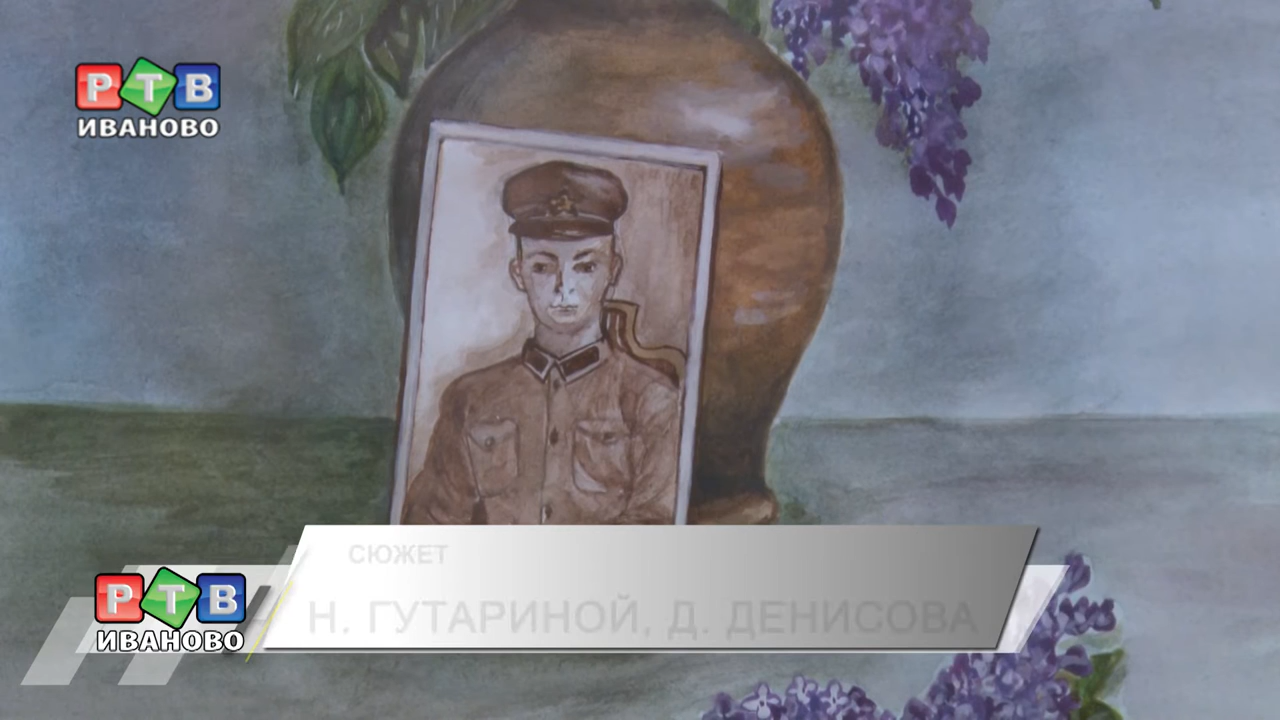 РТВ
ИВАНОВО
СЮЖЕТ
Н. ГУТАРИНОЙ, Д. ДЕНИСОВА
РТВ
ИВАНОВО